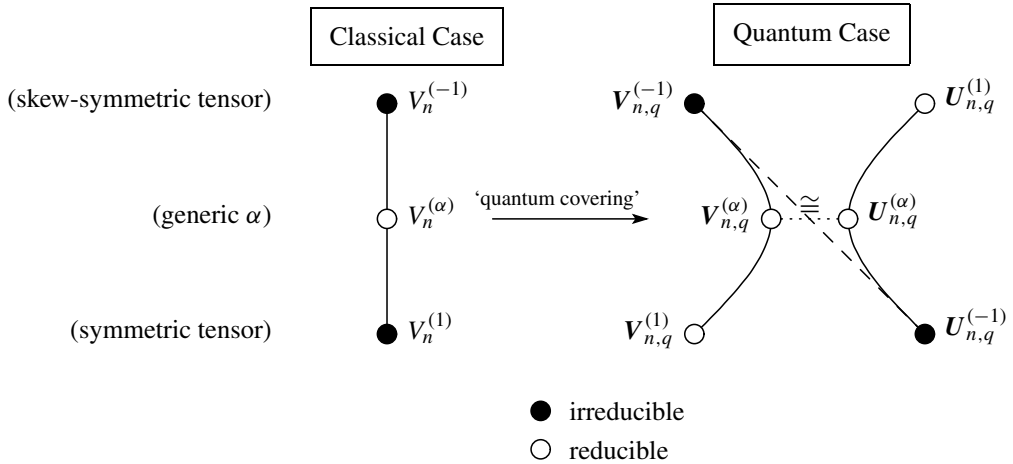 Classical Case
Quantum Case
(skew-symmetric tensor) V_n^{(-1)} V_{n,q}^{(-1)} U_{n,q}^{(1)}
'quantum covering' ≅
(generic α) V_n^{(α)} V_{n,q}^{(α)} U_{n,q}^{(α)}
(symmetric tensor) V_n^{(1)} V_{n,q}^{(1)} U_{n,q}^{(-1)}
irreducible
reducible